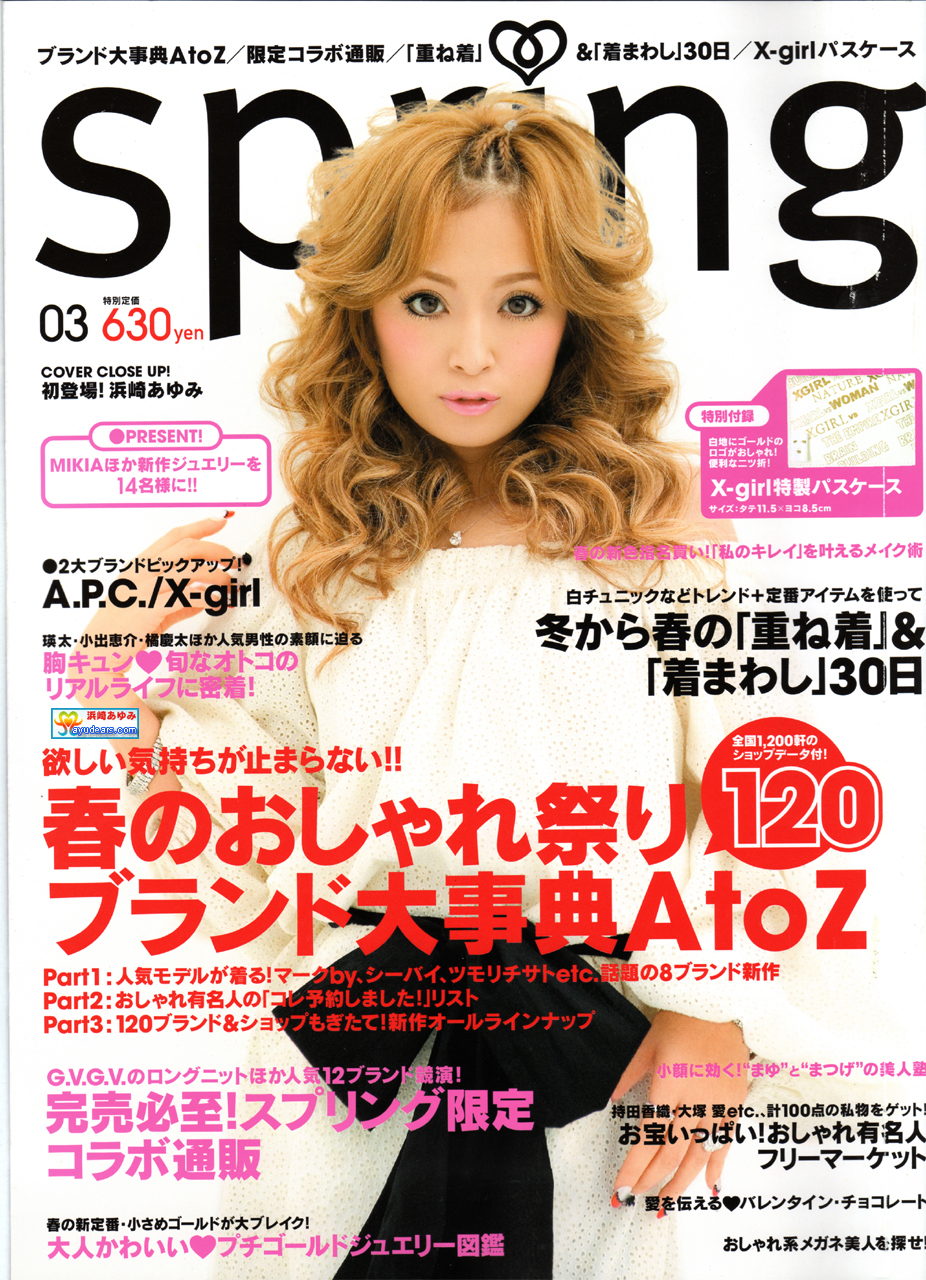 ブランド大事典AtoZ／限定コラボ通販／「重ね着」&「着まわし」30日／X-girlパスケース
spring
03 特別定価 630yen
COVER CLOSE UP!
初登場! 浜崎あゆみ
●PRESENT!
MIKIAほか新作ジュエリーを
14名様に!!
XGIRL
NATURE
WOMAN
XGIRL vs
特別付録
白地にゴールドの
ロゴがおしゃれ!
便利な二ツ折!
X-girl特製パスケース
サイズ:タテ11.5×ヨコ8.5cm
春の新色指名買い!「私のキレイ」を叶えるメイク術
●2大ブランドピックアップ!
A.P.C./X-girl
白チュニックなどトレンド+定番アイテムを使って
冬から春の「重ね着」&
「着まわし」30日
瑛太・小出恵介・橘慶太ほか人気男性の素顔に迫る
胸キュン♥旬なオトコの
リアルライフに密着!
浜崎あゆみ
ayudears.com
欲しい気持ちが止まらない!!
全国1,200軒の
ショップデータ付!
120
春のおしゃれ祭り
ブランド大事典AtoZ
Part1:人気モデルが着る!マークby、シーバイ、ツモリチサトetc.話題の8ブランド新作
Part2:おしゃれ有名人の「コレ予約しました!」リスト
Part3:120ブランド&ショップもぎたて!新作オールラインナップ
G.V.G.V.のロングニットほか人気12ブランド競演!
完売必至!スプリング限定
コラボ通販
小顔に効く!“まゆ”と“まつげ”の美人塾
持田香織・大塚 愛etc.、計100点の私物をゲット!
お宝いっぱい!おしゃれ有名人
フリーマーケット
愛を伝える♥バレンタイン・チョコレート
春の新定番・小さめゴールドが大ブレイク!
大人かわいい♥プチゴールドジュエリー図鑑
おしゃれ系メガネ美人を探せ!